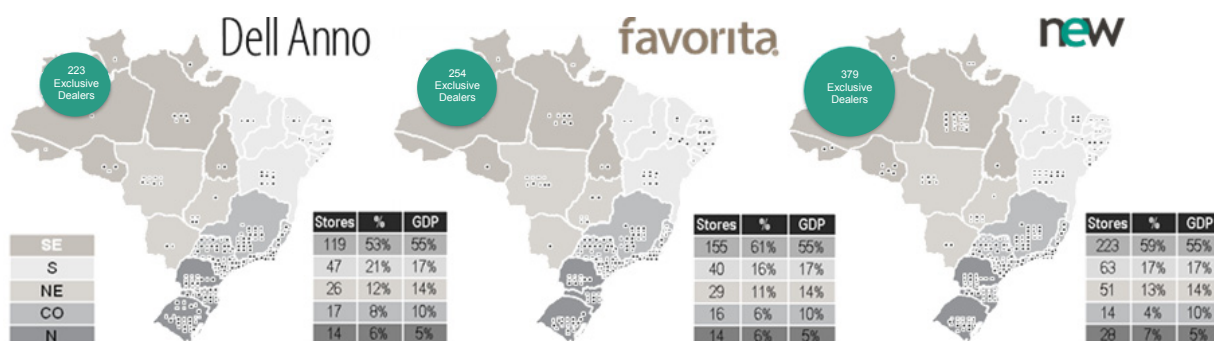 Dell Anno
223
Exclusive
Dealers
SE
S
NE
CO
N
Stores % GDP
119 53% 55%
47 21% 17%
26 12% 14%
17 8% 10%
14 6% 5%
favorita
254
Exclusive
Dealers
Stores % GDP
155 61% 55%
40 16% 17%
29 11% 14%
16 6% 10%
14 6% 5%
new
379
Exclusive
Dealers
Stores % GDP
223 59% 55%
63 17% 17%
51 13% 14%
14 4% 10%
28 7% 5%